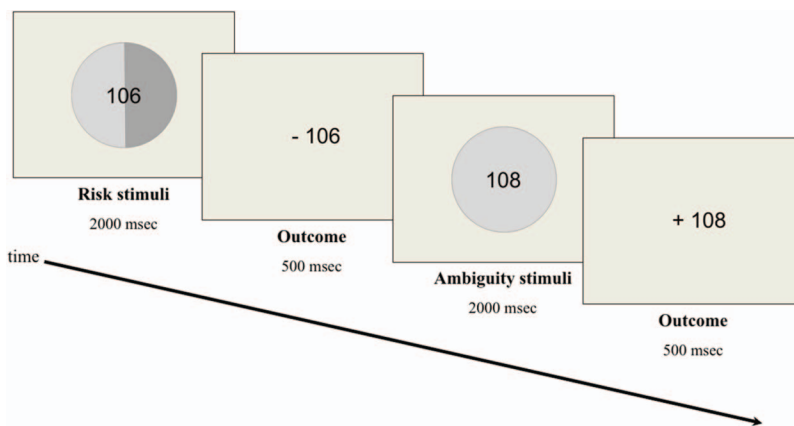 106
Risk stimuli
2000 msec
- 106
Outcome
500 msec
108
Ambiguity stimuli
2000 msec
+ 108
Outcome
500 msec
time